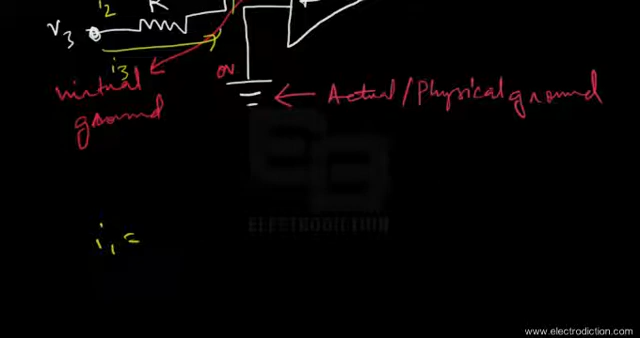 i2 R
V3
i3
0V
virtual
ground
Actual/Physical ground
ELECTRODICTION
i1 =
www.electrodiction.com